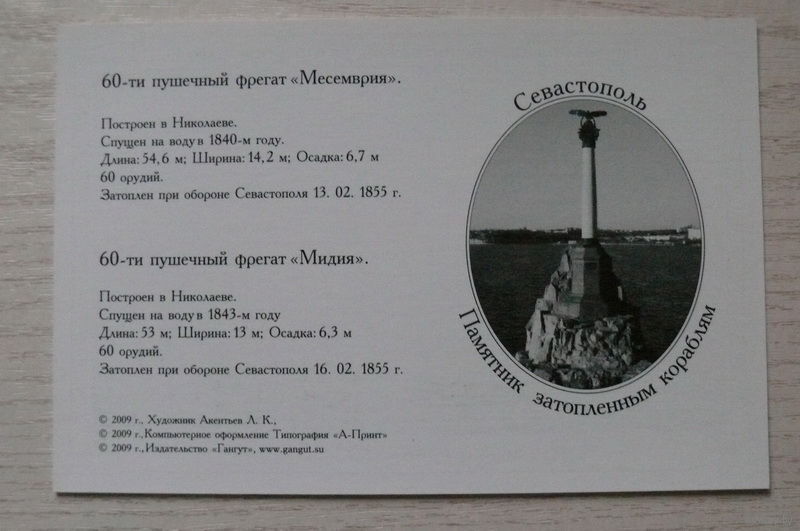 60-ти пушечный фрегат «Месемврия».
Построен в Николаеве.
Спущен на воду в 1840-м году.
Длина: 54,6 м; Ширина: 14,2 м; Осадка: 6,7 м
60 орудий.
Затоплен при обороне Севастополя 13. 02. 1855 г.
60-ти пушечный фрегат «Мидия».
Построен в Николаеве.
Спущен на воду в 1843-м году
Длина: 53 м; Ширина: 13 м; Осадка: 6,3 м
60 орудий.
Затоплен при обороне Севастополя 16. 02. 1855 г.
© 2009 г., Художник Акентьев Л. К.,
© 2009 г., Компьютерное оформление Типография «А-Принт»
© 2009 г., Издательство «Гангут», www.gangut.su
Севастополь
Памятник затопленным кораблям